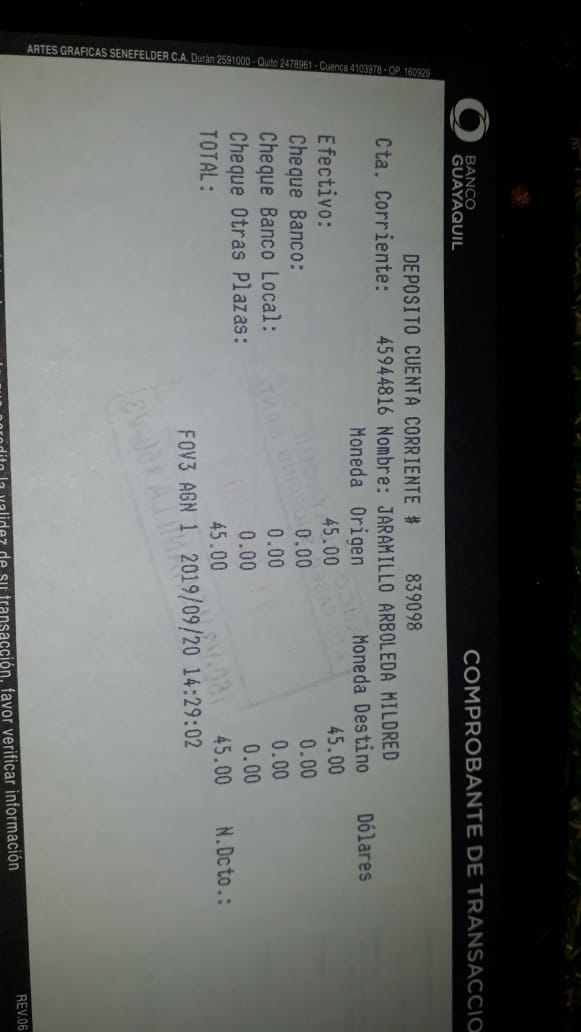 BANCO
GUAYAQUIL
COMPROBANTE DE TRANSACCIO
DEPOSITO CUENTA CORRIENTE # 839098
Cta. Corriente: 45944816 Nombre: JARAMILLO ARBOLEDA MILDRED
Moneda Origen Moneda Destino Dólares
Efectivo: 45.00 45.00
Cheque Banco: 0.00 0.00
Cheque Banco Local: 0.00 0.00
Cheque Otras Plazas: 0.00 0.00
TOTAL: 45.00 45.00 N.Dcto.:
FOV3 AGN 1 2019/09/20 14:29:02
ARTES GRAFICAS SENEFELDER C.A. Durán 2591000 - Quito 2478961 - Cuenca 4103978 - OP. 160929
la validez de su transacción, favor verificar información
REV.06